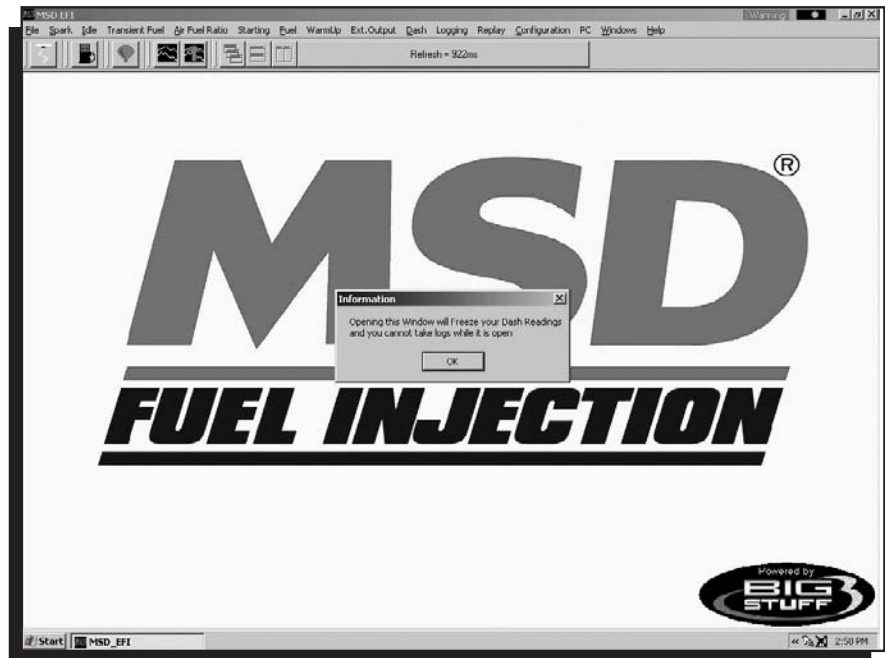 MSD EFI
Warning
File Spark Idle Transient Fuel Air Fuel Ratio Starting Fuel WarmUp Ext.Output Dash Logging Replay Configuration PC Windows Help
Refresh = 922ms
MSD®
Information
Opening this Window will Freeze your Dash Readings
and you cannot take logs while it is open
OK
FUEL INJECTION
Powered by
BIG
STUFF 3
Start MSD_EFI « 2:58 PM